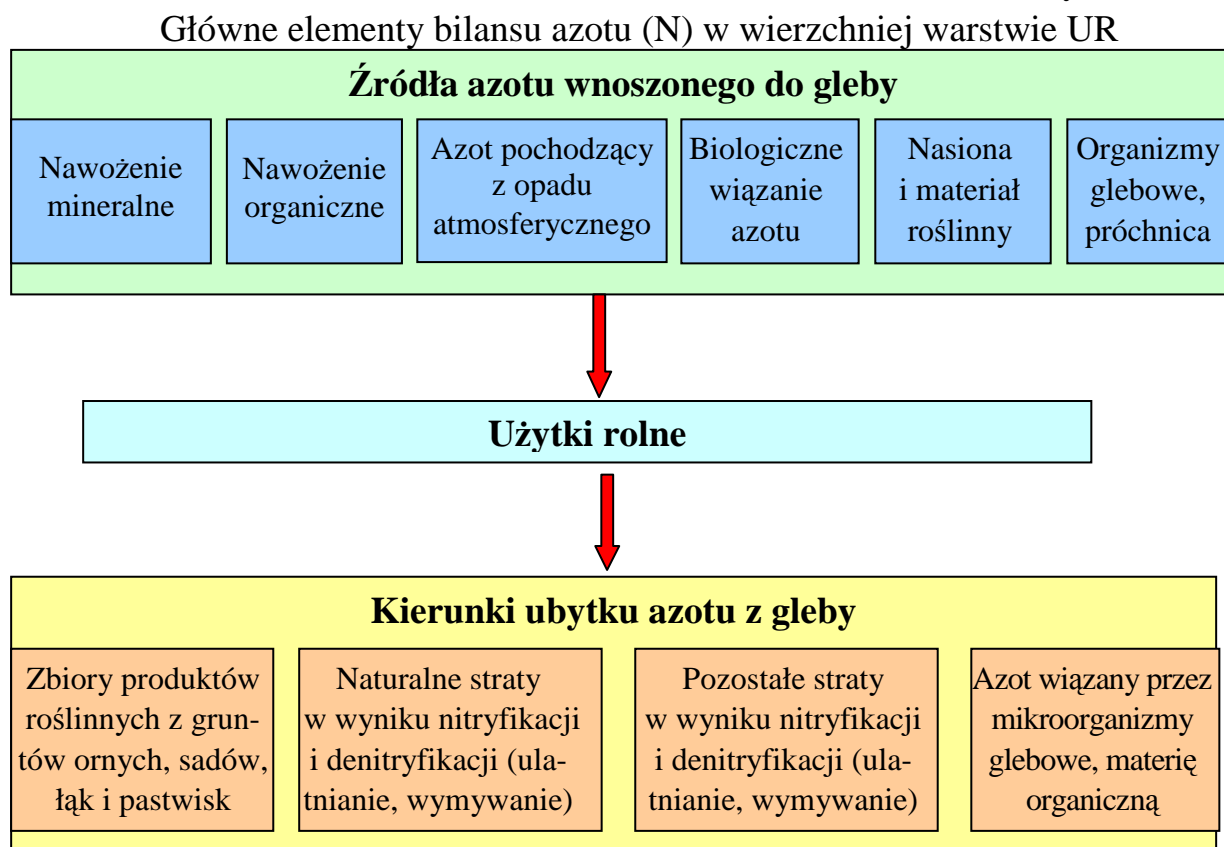 Główne elementy bilansu azotu (N) w wierzchniej warstwie UR
Źródła azotu wnoszonego do gleby
Nawożenie
mineralne
Nawożenie
organiczne
Azot pochodzący
z opadu
atmosferycznego
Biologiczne
wiązanie
azotu
Nasiona
i materiał
roślinny
Organizmy
glebowe,
próchnica
Użytki rolne
Kierunki ubytku azotu z gleby
Zbiory produktów
roślinnych z grun-
tów ornych, sadów,
łąk i pastwisk
Naturalne straty
w wyniku nitryfikacji
i denitryfikacji (ula-
tnianie, wymywanie)
Pozostałe straty
w wyniku nitryfikacji
i denitryfikacji (ula-
tnianie, wymywanie)
Azot wiązany przez
mikroorganizmy
glebowe, materię
organiczną